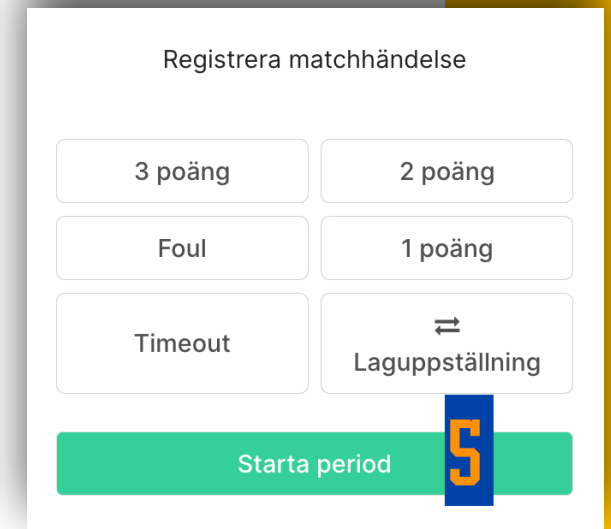 Registrera matchhändelse
3 poäng
2 poäng
Foul
1 poäng
Timeout
Laguppställning
Starta period
S